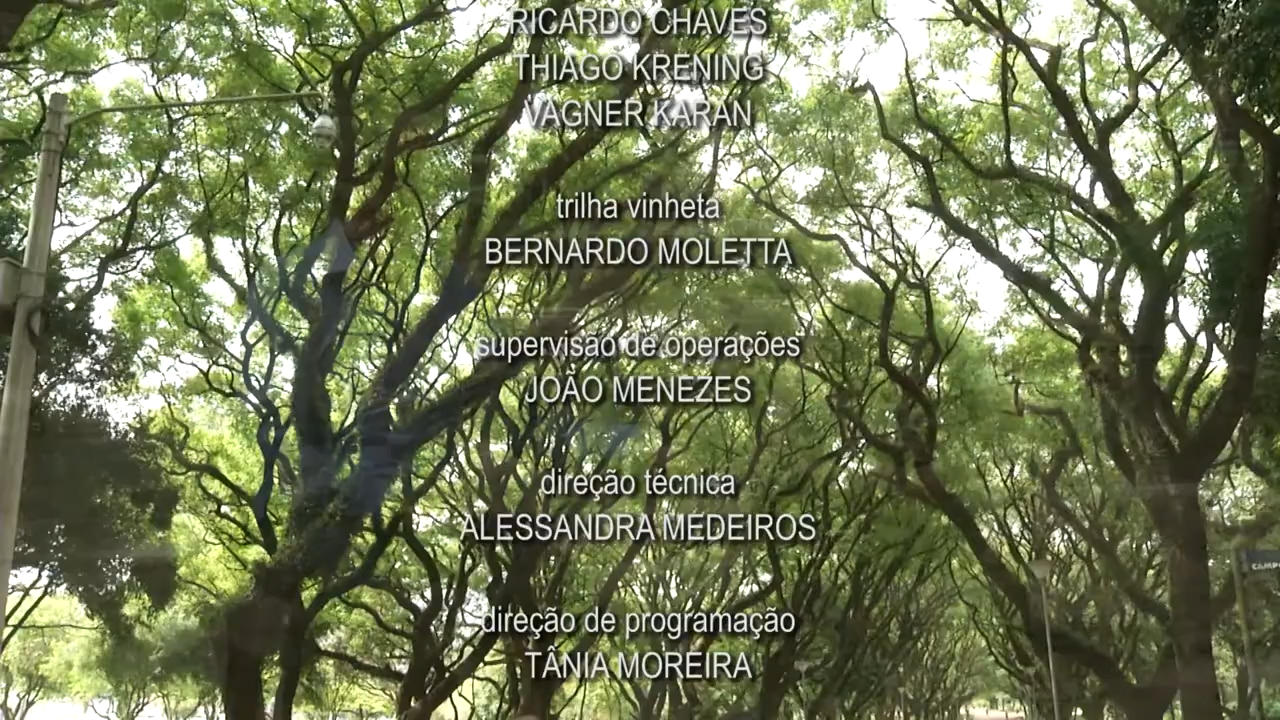 RICARDO CHAVES
THIAGO KRENING
VAGNER KARAN
trilha vinheta
BERNARDO MOLETTA
supervisão de operações
JOÃO MENEZES
direção técnica
ALESSANDRA MEDEIROS
direção de programação
TÂNIA MOREIRA